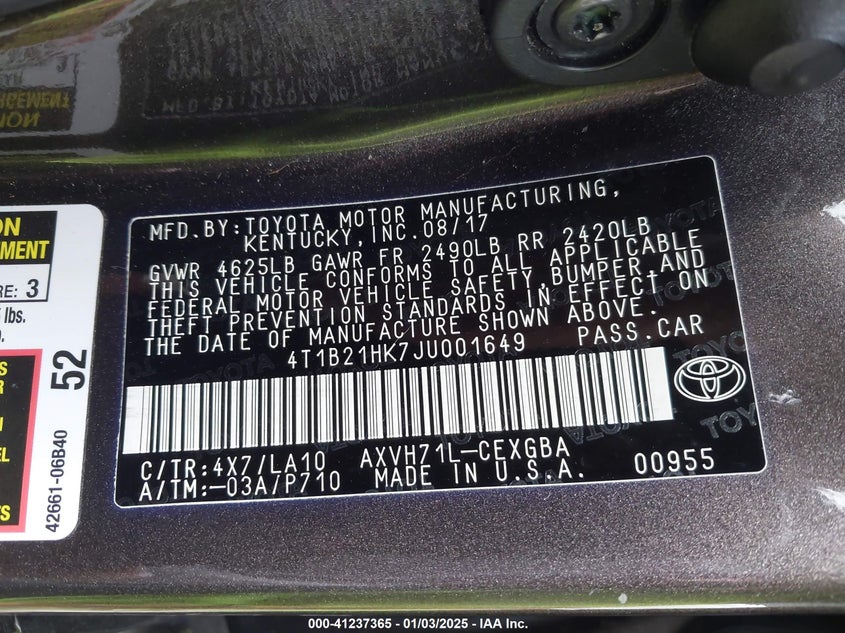 MFD. BY: TOYOTA MOTOR MANUFACTURING,
KENTUCKY, INC. 08/17
GVWR 4625LB GAWR FR 2490LB RR 2420LB
THIS VEHICLE CONFORMS TO ALL APPLICABLE
FEDERAL MOTOR VEHICLE SAFETY, BUMPER, AND
THEFT PREVENTION STANDARDS IN EFFECT ON
THE DATE OF MANUFACTURE SHOWN ABOVE.
4T1B21HK7JU001649 PASS. CAR
C/TR: 4X7/LA10 AXVH71L-CEXGBA
A/TM: -03A/P710 MADE IN U.S.A. 00955
TOYOTA
RE: 3
lbs.
52
42661-06B40
000-41237365 - 01/03/2025 - IAA Inc.